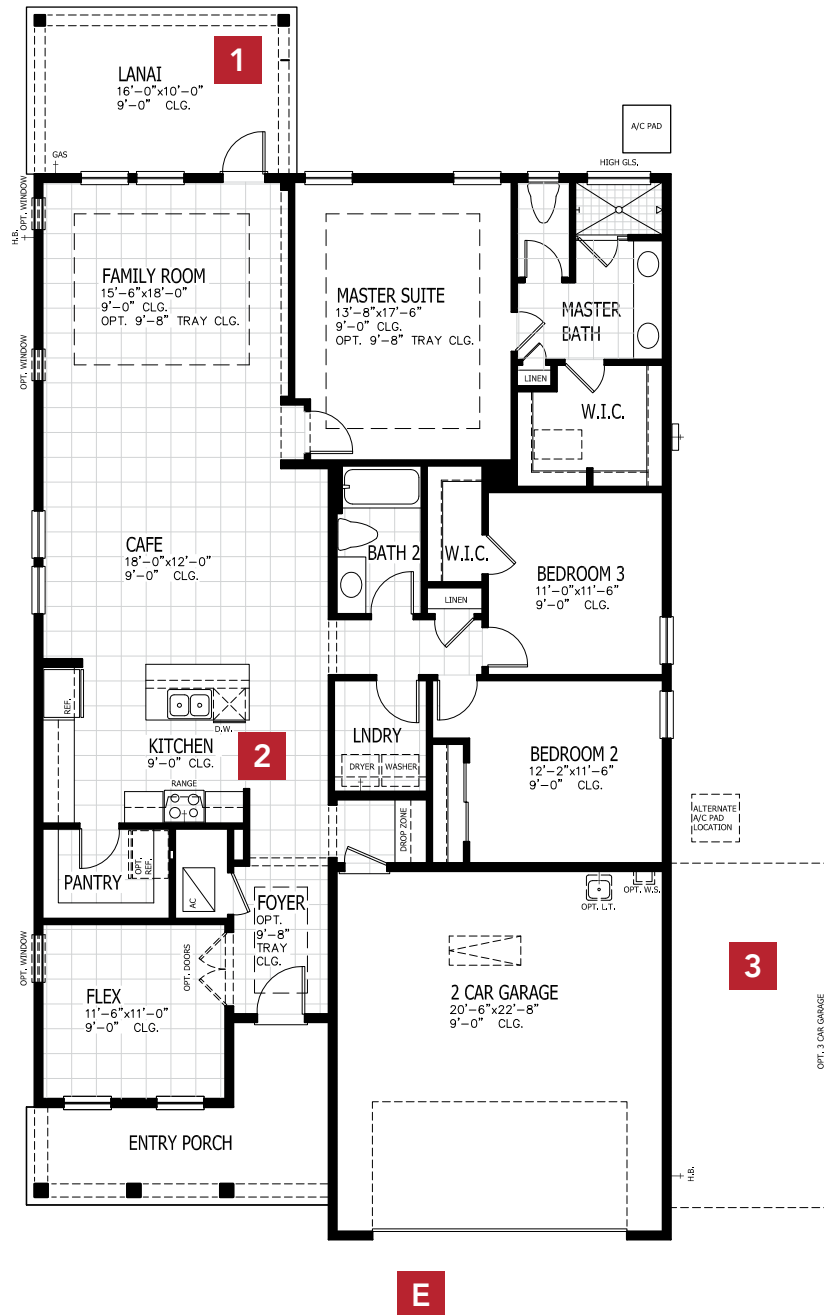 1
LANAI
16'-0"x10'-0"
9'-0" CLG.
A/C PAD
GAS
HIGH GLS.
OPT. WINDOW
H.B.
FAMILY ROOM
15'-6"x18'-0"
9'-0" CLG.
OPT. 9'-8" TRAY CLG.
MASTER SUITE
13'-8"x17'-6"
9'-0" CLG.
OPT. 9'-8" TRAY CLG.
MASTER
BATH
OPT. WINDOW
LINEN
W.I.C.
CAFE
18'-0"x12'-0"
9'-0" CLG.
BATH 2
W.I.C.
BEDROOM 3
11'-0"x11'-6"
9'-0" CLG.
LINEN
REF.
D.W.
KITCHEN
9'-0" CLG.
2
RANGE
LNDRY
DRYER
WASHER
BEDROOM 2
12'-2"x11'-6"
9'-0" CLG.
DROP ZONE
ALTERNATE
A/C PAD
LOCATION
PANTRY
OPT.
REF.
AC
FOYER
OPT.
9'-8"
TRAY
CLG.
OPT. L.T.
OPT. W.S.
OPT. WINDOW
OPT. DOORS
FLEX
11'-6"x11'-0"
9'-0" CLG.
2 CAR GARAGE
20'-6"x22'-8"
9'-0" CLG.
3
OPT. 3 CAR GARAGE
ENTRY PORCH
H.B.
E